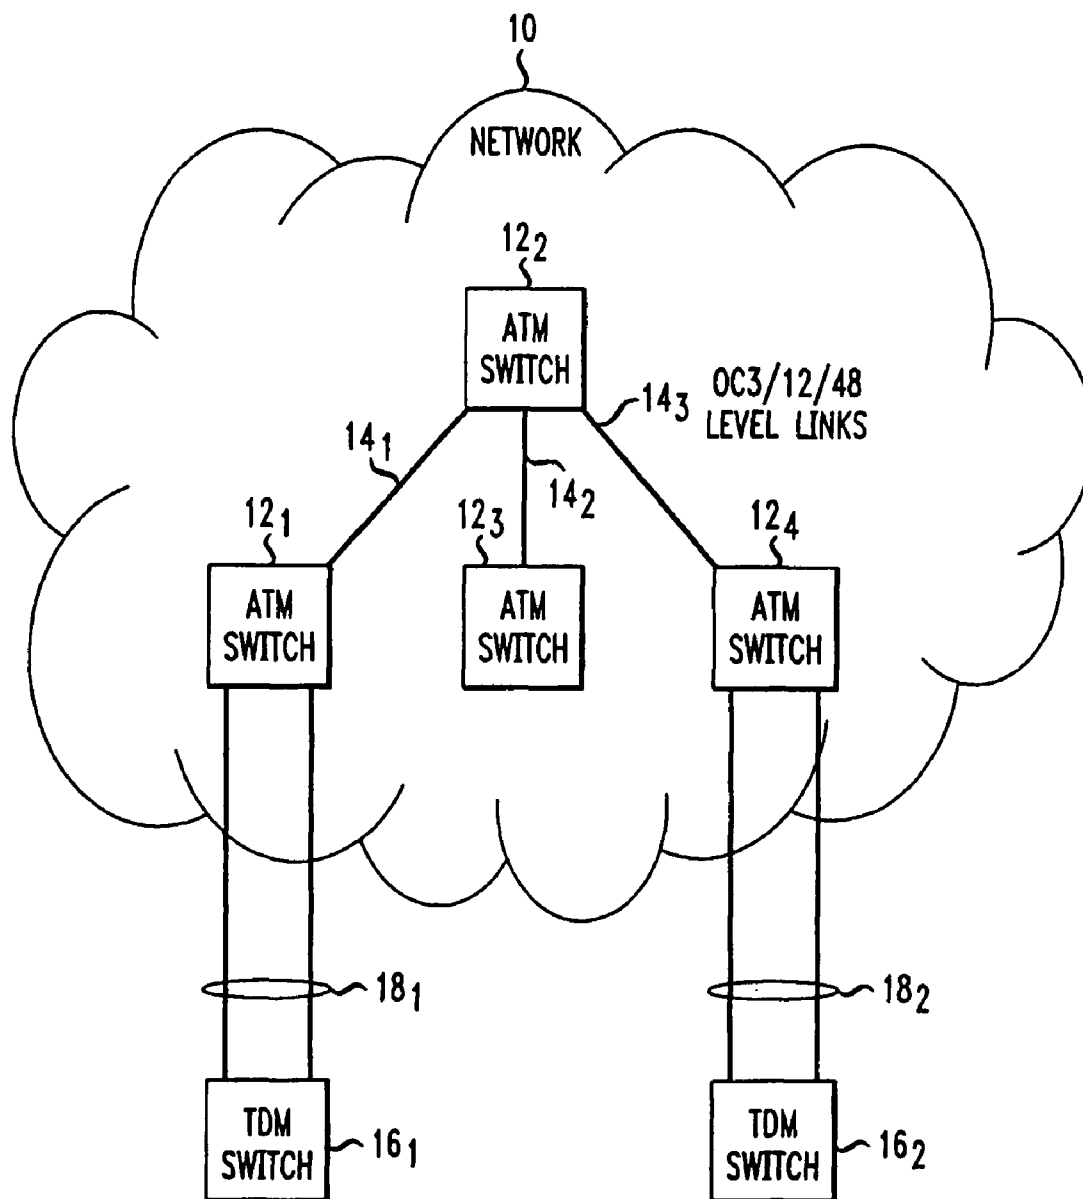 10
NETWORK
12₂
ATM
SWITCH
OC3/12/48
LEVEL LINKS
14₃
14₁
14₂
12₁
12₃
12₄
ATM
SWITCH
ATM
SWITCH
ATM
SWITCH
18₁
18₂
TDM
SWITCH
16₁
TDM
SWITCH
16₂